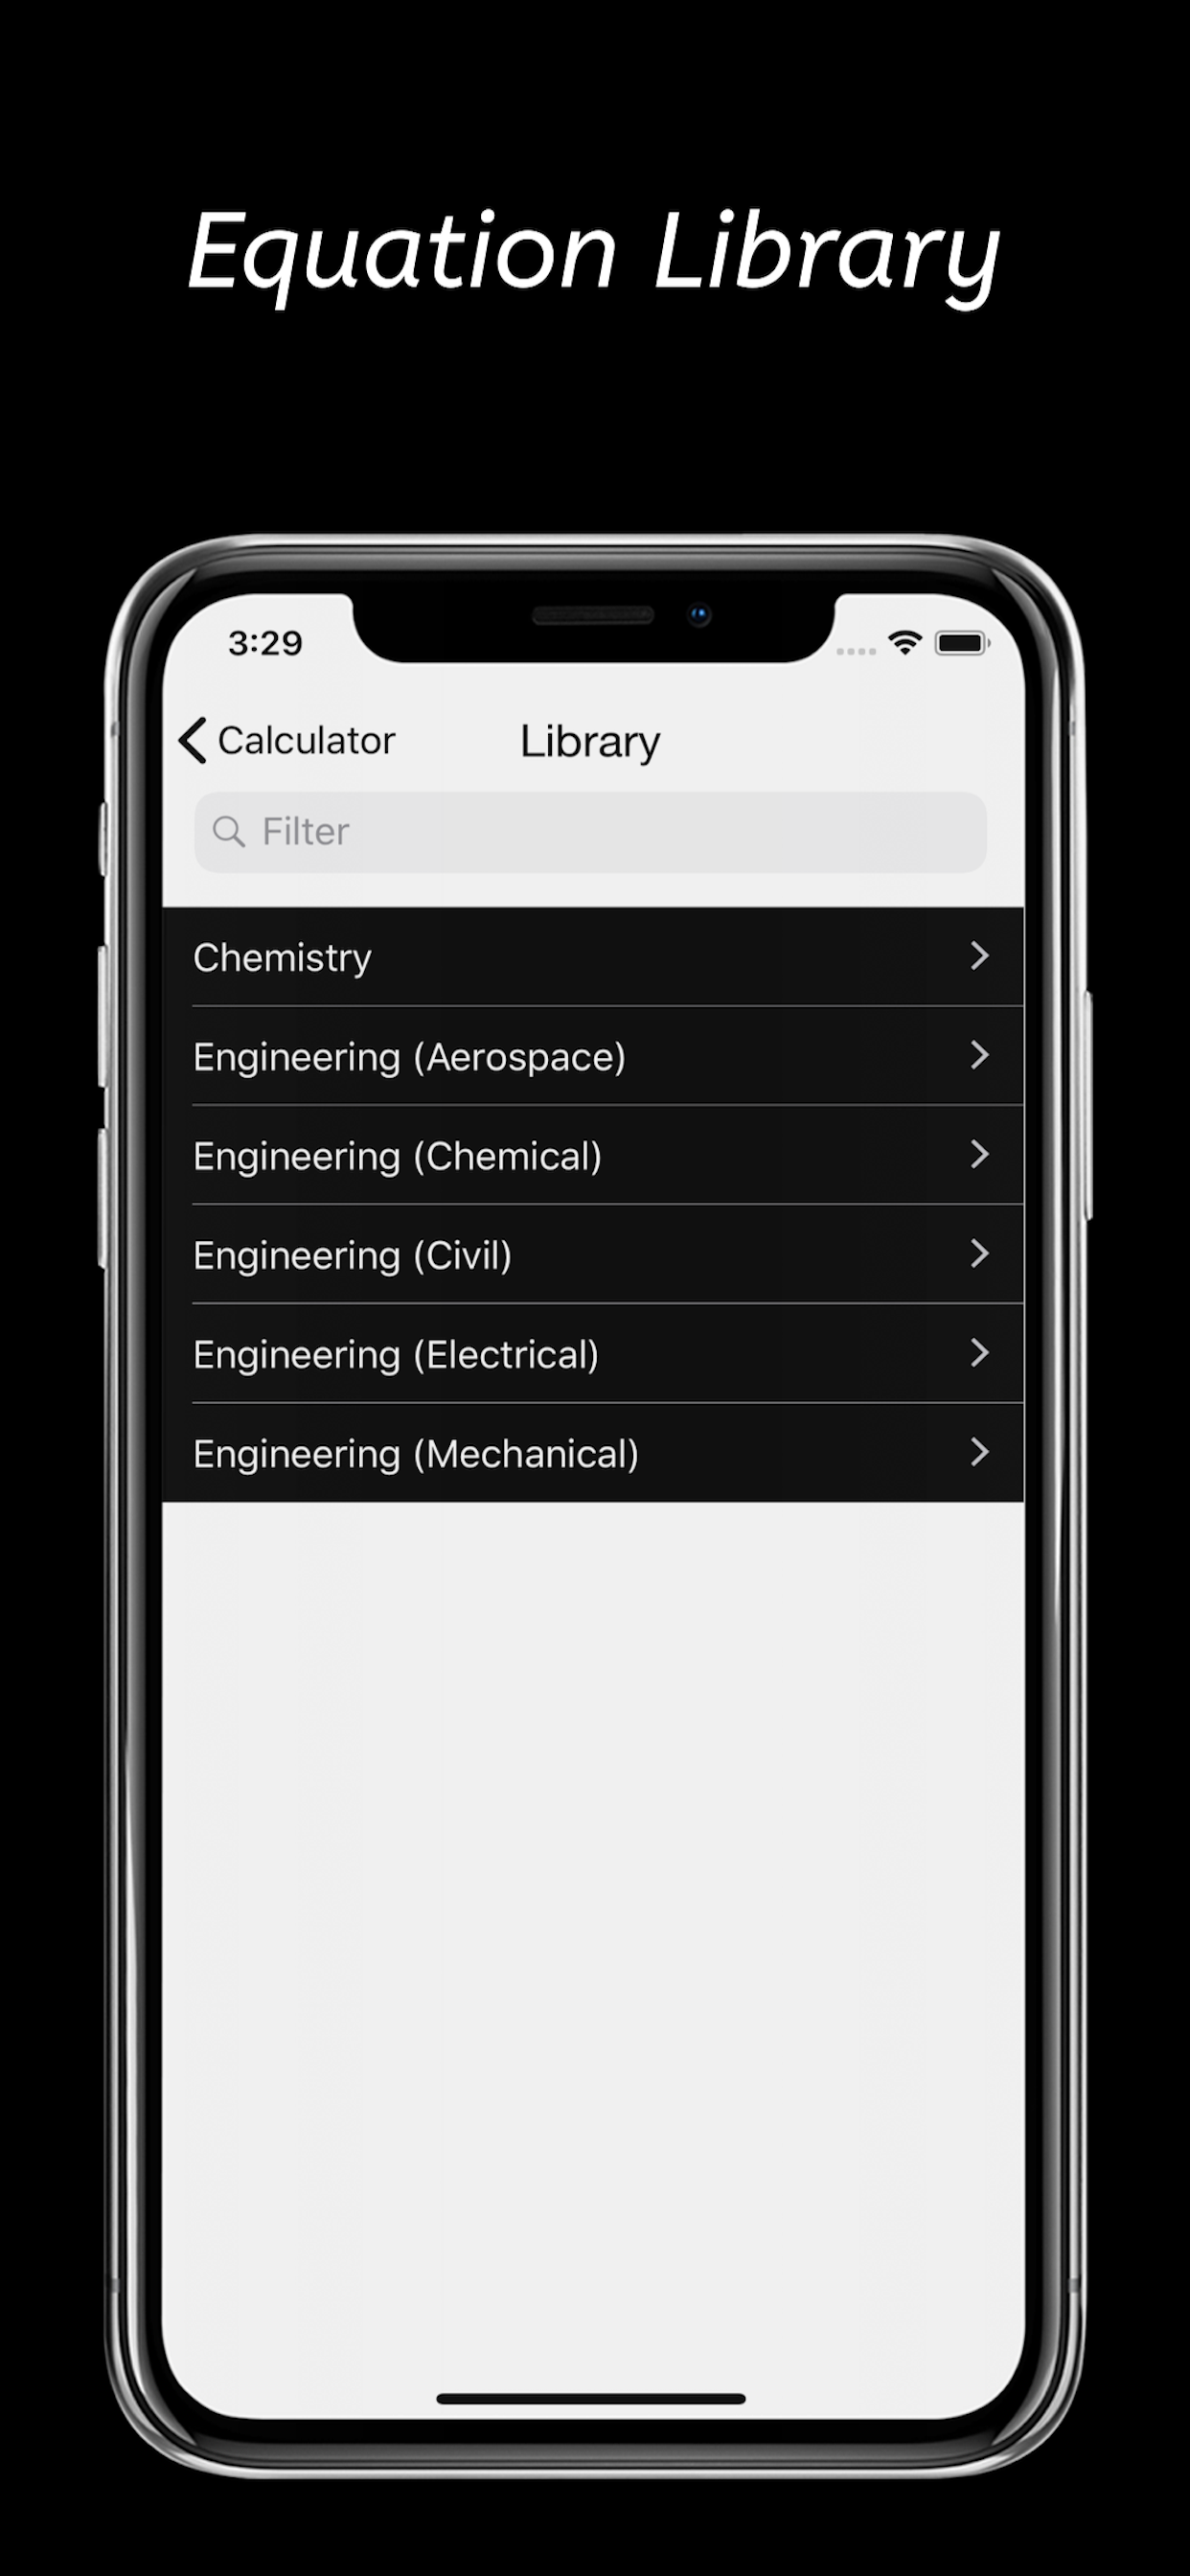 Equation Library
3:29
Calculator
Library
Filter
Chemistry
Engineering (Aerospace)
Engineering (Chemical)
Engineering (Civil)
Engineering (Electrical)
Engineering (Mechanical)